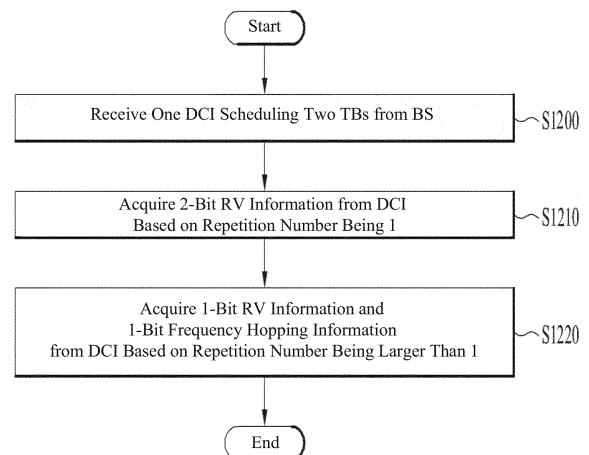 Start
Receive One DCI Scheduling Two TBs from BS
S1200
Acquire 2-Bit RV Information from DCI
Based on Repetition Number Being 1
S1210
Acquire 1-Bit RV Information and
1-Bit Frequency Hopping Information
from DCI Based on Repetition Number Being Larger Than 1
S1220
End